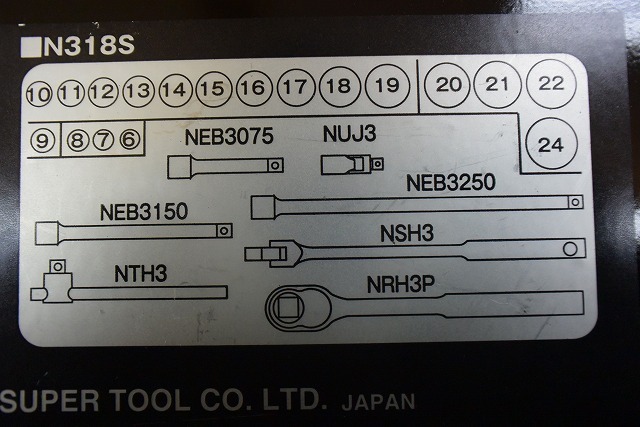 ■N318S
10 11 12 13 14 15 16 17 18 19 20 21 22
9 8 7 6 24
NEB3075 NUJ3
NEB3250
NEB3150
NSH3
NTH3
NRH3P
SUPER TOOL CO. LTD. JAPAN